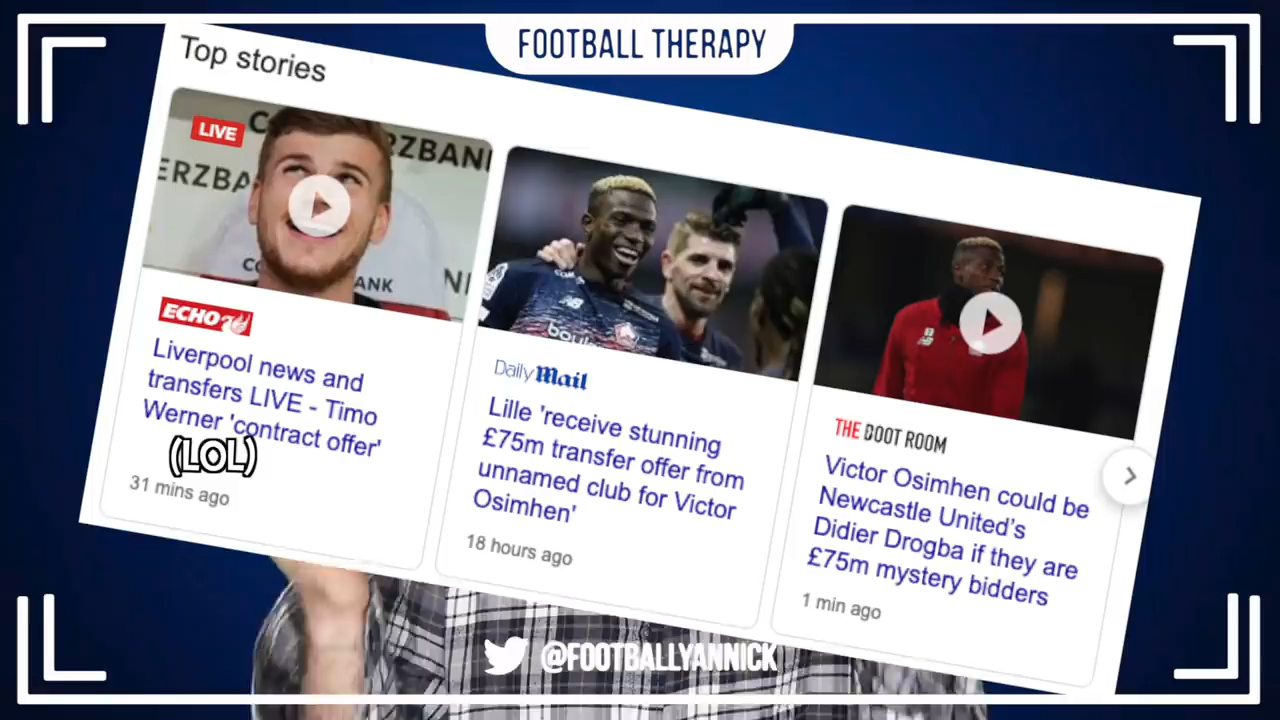 FOOTBALL THERAPY
Top stories
LIVE
ECHO
Liverpool news and
transfers LIVE - Timo
Werner 'contract offer'
(LOL)
31 mins ago
Daily Mail
Lille 'receive stunning
£75m transfer offer from
unnamed club for Victor
Osimhen'
18 hours ago
THE BOOT ROOM
Victor Osimhen could be
Newcastle United's
Didier Drogba if they are
£75m mystery bidders
1 min ago
@FOOTBALLYANNICK